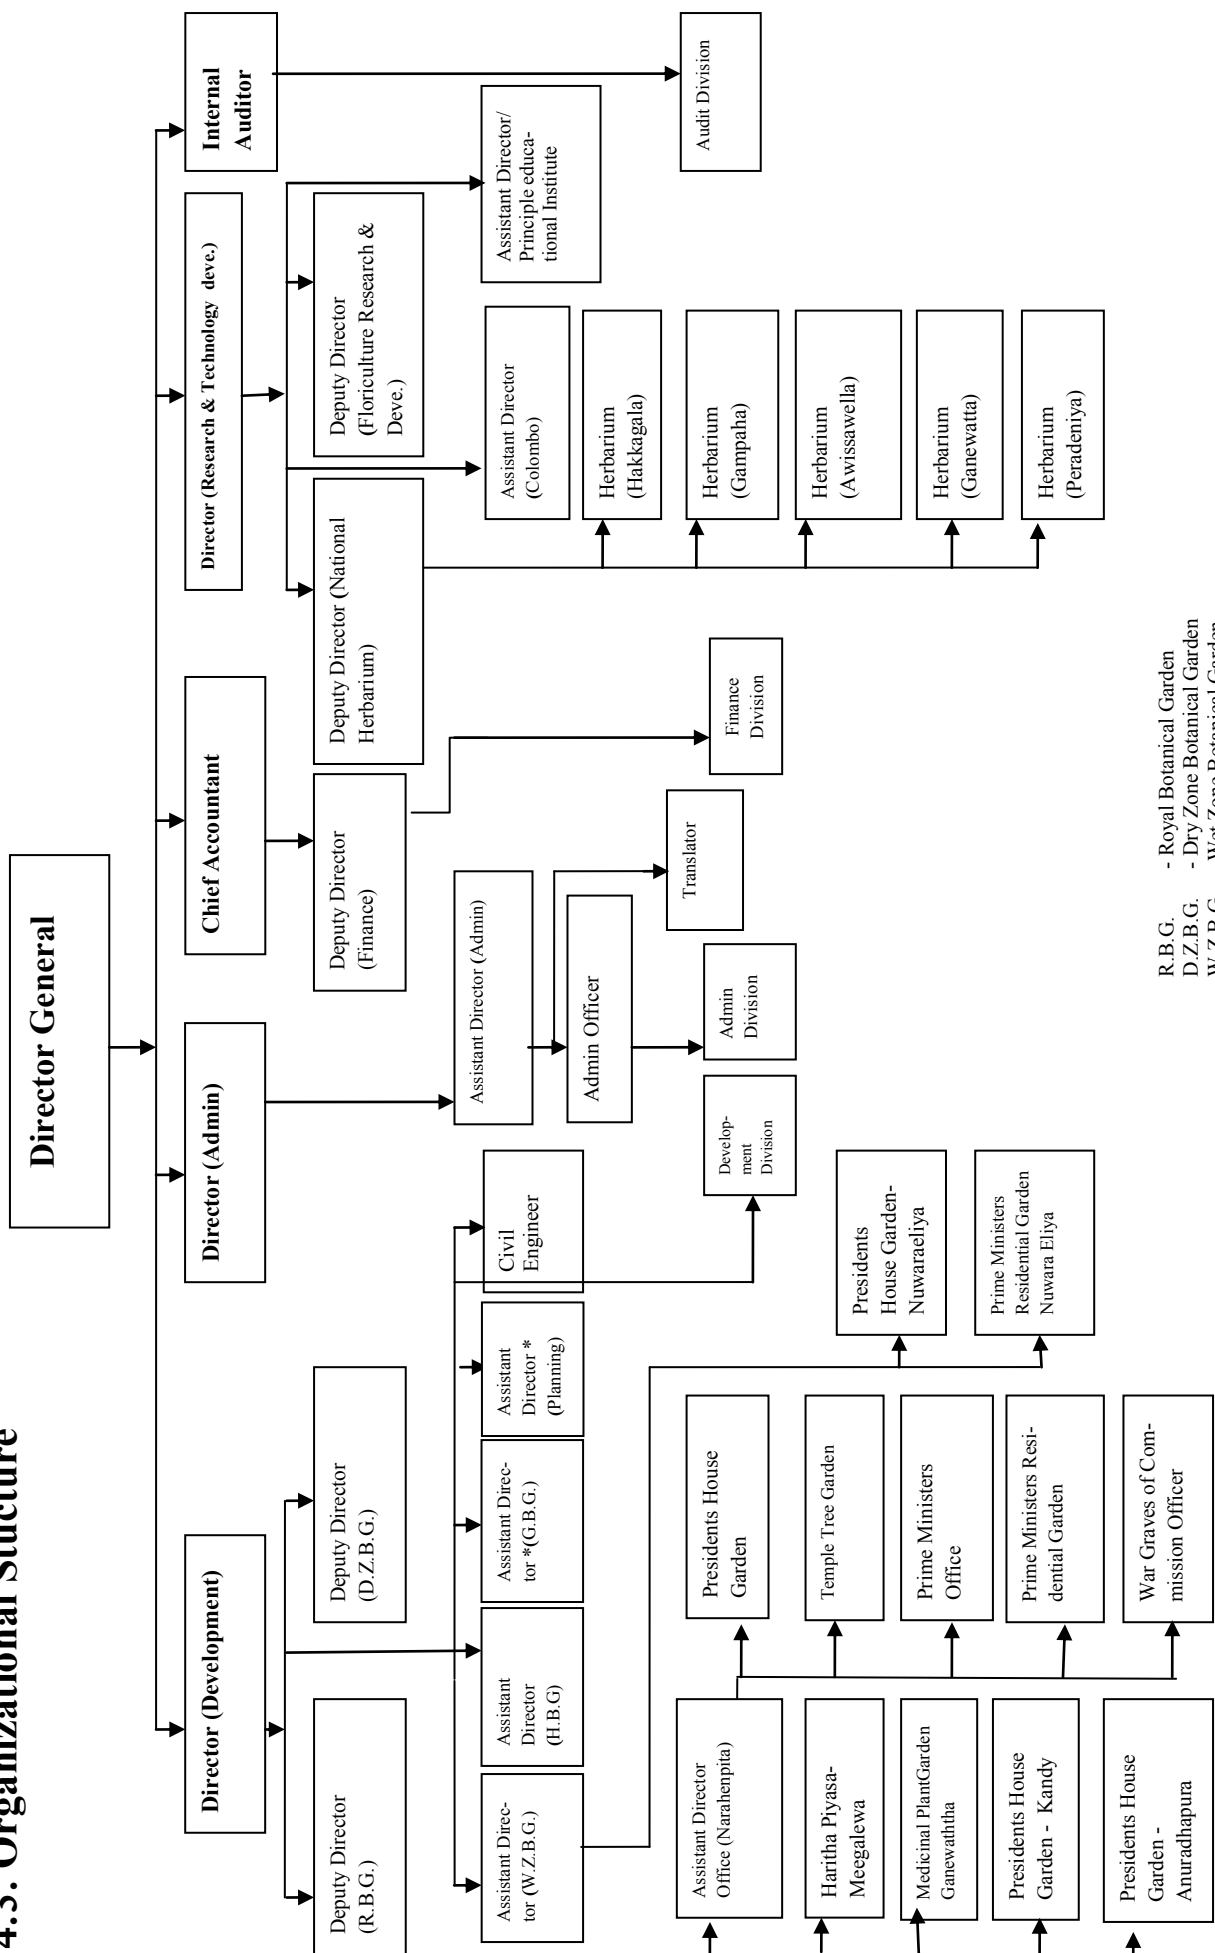 4.3. Organizational Stucture
Director General
Director (Development)
Director (Admin)
Chief Accountant
Director (Research & Technology deve.)
Internal
Auditor
Deputy Director
(R.B.G.)
Deputy Director
(D.Z.B.G.)
Deputy Director
(Finance)
Deputy Director (National
Herbarium)
Deputy Director
(Floriculture Research &
Deve.)
Assistant Direc-
tor (W.Z.B.G.)
Assistant
Director
(H.B.G)
Assistant Direc-
tor *(G.B.G.)
Assistant
Director *
(Planning)
Civil
Engineer
Assistant Director (Admin)
Assistant Director
(Colombo)
Assistant Director/
Principle educa-
tional Institute
Admin Officer
Herbarium
(Hakkagala)
Translator
Audit Division
Assistant Director
Office (Narahenpita)
Presidents House
Garden
Develop-
ment
Division
Admin
Division
Finance
Division
Herbarium
(Gampaha)
Haritha Piyasa-
Meegalewa
Temple Tree Garden
Presidents
House Garden-
Nuwaraeliya
Herbarium
(Awissawella)
Medicinal PlantGarden
Ganewaththa
Prime Ministers
Office
Herbarium
(Ganewatta)
Presidents House
Garden - Kandy
Prime Ministers Resi-
dential Garden
Prime Ministers
Residential Garden
Nuwara Eliya
Herbarium
(Peradeniya)
Presidents House
Garden -
Anuradhapura
War Graves of Com-
mission Officer
R.B.G. - Royal Botanical Garden
D.Z.B.G. - Dry Zone Botanical Garden
W.Z.B.G. - Wet Zone Botanical Garden